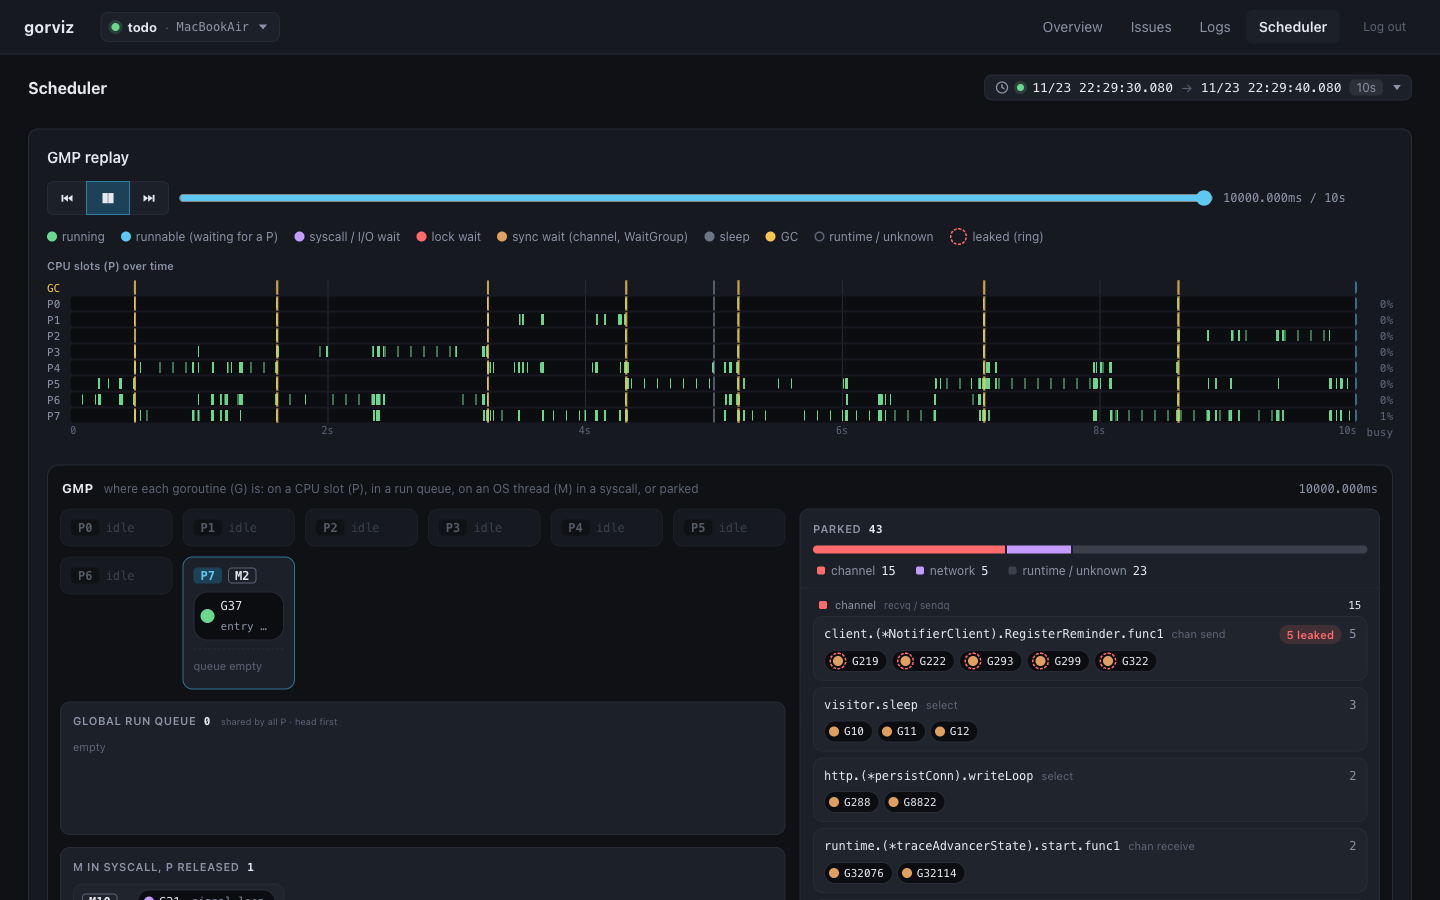 gorviz
todo · MacBookAir
Overview Issues Logs Scheduler Log out
Scheduler
11/23 22:29:30.080 → 11/23 22:29:40.080 10s
GMP replay
10000.000ms / 10s
running runnable (waiting for a P) syscall / I/O wait lock wait sync wait (channel, WaitGroup) sleep GC runtime / unknown leaked (ring)
CPU slots (P) over time
GC
P0 0%
P1 0%
P2 0%
P3 0%
P4 0%
P5 0%
P6 0%
P7 1%
0 2s 4s 6s 8s 10s busy
GMP where each goroutine (G) is: on a CPU slot (P), in a run queue, on an OS thread (M) in a syscall, or parked 10000.000ms
P0 idle P1 idle P2 idle P3 idle P4 idle P5 idle
P6 idle
P7 M2
G37
entry …
queue empty
GLOBAL RUN QUEUE 0 shared by all P · head first
empty
M IN SYSCALL, P RELEASED 1
PARKED 43
channel 15 network 5 runtime / unknown 23
channel recvq / sendq 15
client.(*NotifierClient).RegisterReminder.func1 chan send 5 leaked 5
G219 G222 G293 G299 G322
visitor.sleep select 3
G10 G11 G12
http.(*persistConn).writeLoop select 2
G288 G8822
runtime.(*traceAdvancerState).start.func1 chan receive 2
G32076 G32114